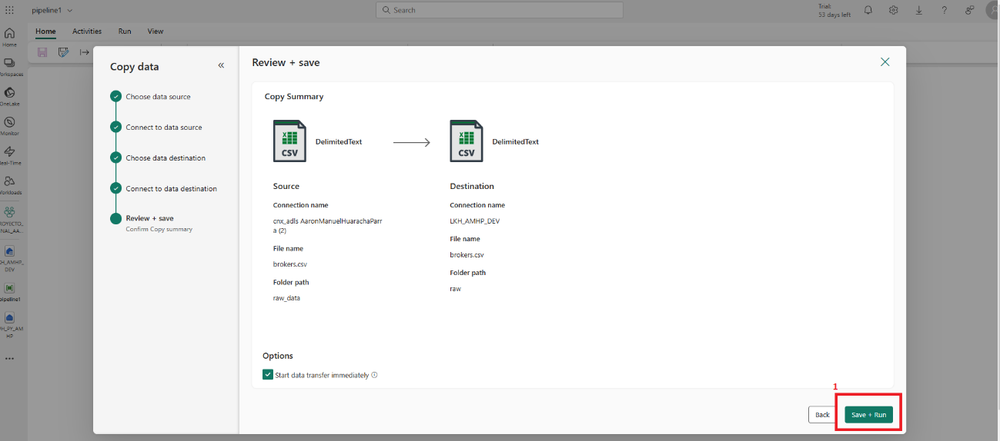 pipeline1
Search
Trial:
53 days left
Home
Activities
Run
View
Home
Workspaces
OneLake
Monitor
Real-Time
Workloads
ROYECTO_
NAL_AA...
KH_AMHP_
DEV
pipeline1
VH_PY_AM
HP
Copy data
Choose data source
Connect to data source
Choose data destination
Connect to data destination
Review + save
Confirm Copy summary
Review + save
Copy Summary
CSV
DelimitedText
CSV
DelimitedText
Source
Connection name
cnx_adls AaronManuelHuarachaParr
a (2)
File name
brokers.csv
Folder path
raw_data
Destination
Connection name
LKH_AMHP_DEV
File name
brokers.csv
Folder path
raw
Options
Start data transfer immediately
1
Back
Save + Run